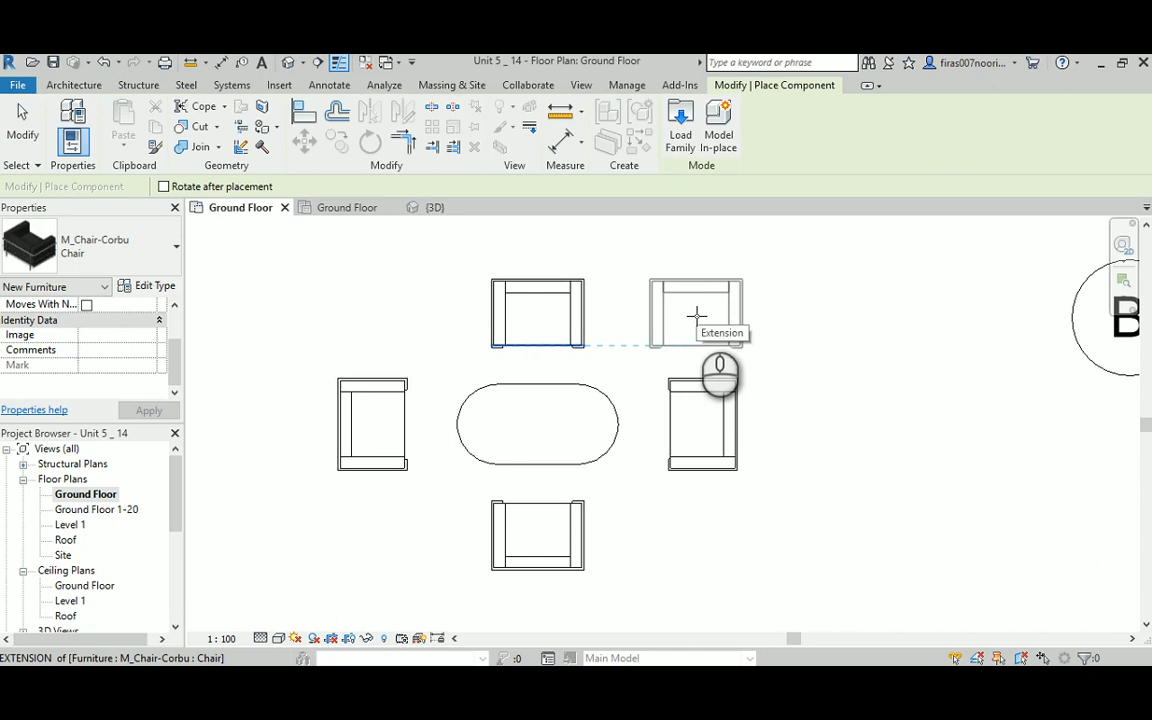 Unit 5 _ 14 - Floor Plan: Ground Floor
Type a keyword or phrase
firas007noori...
File
Architecture
Structure
Steel
Systems
Insert
Annotate
Analyze
Massing & Site
Collaborate
View
Manage
Add-Ins
Modify | Place Component
Modify
Paste
Cope
Cut
Join
Load
Family
Model
In-place
Select
Properties
Clipboard
Geometry
Modify
View
Measure
Create
Mode
Modify | Place Component
Rotate after placement
Properties
Ground Floor
Ground Floor
{3D}
M_Chair-Corbu
Chair
New Furniture
Edit Type
Moves With N...
Identity Data
Image
Comments
Mark
Properties help
Apply
Project Browser - Unit 5 _ 14
Views (all)
Structural Plans
Floor Plans
Ground Floor
Ground Floor 1-20
Level 1
Roof
Site
Ceiling Plans
Ground Floor
Level 1
Roof
3D Views
Extension
2D
B
1 : 100
EXTENSION of [Furniture : M_Chair-Corbu : Chair]
:0
Main Model
:0